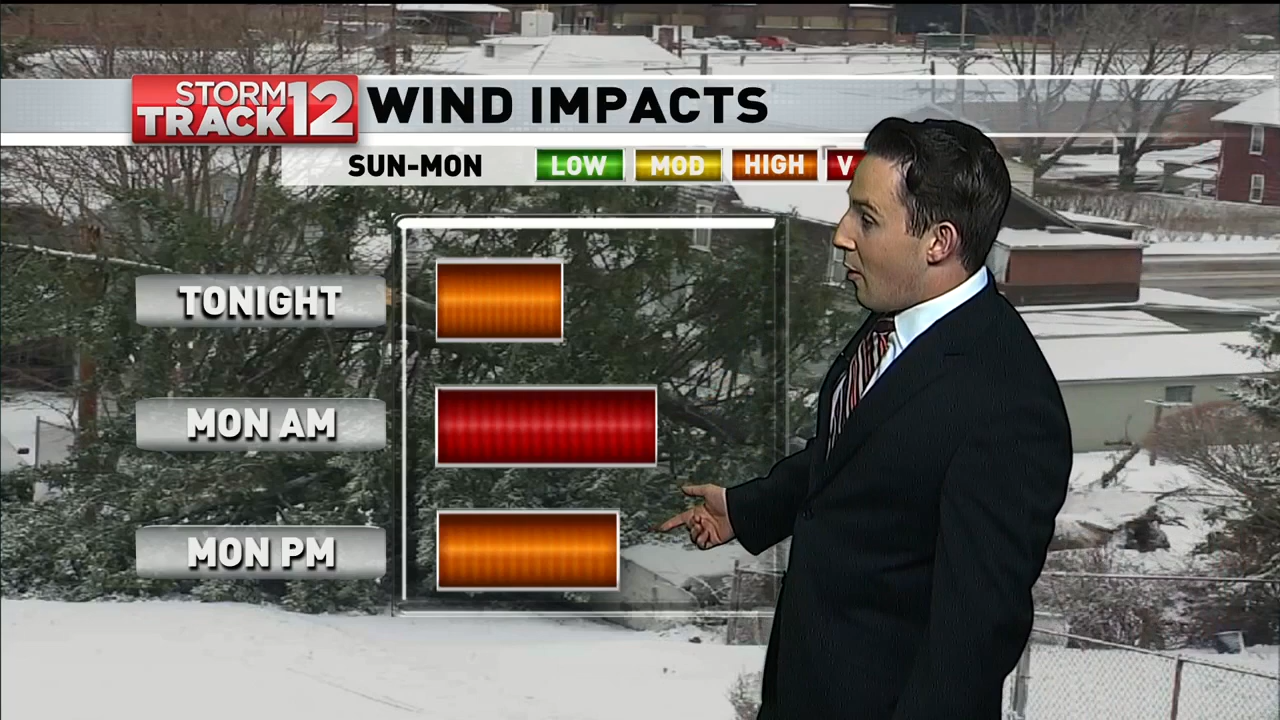 STORM TRACK 12
WIND IMPACTS
SUN-MON
LOW
MOD
HIGH
V
TONIGHT
MON AM
MON PM